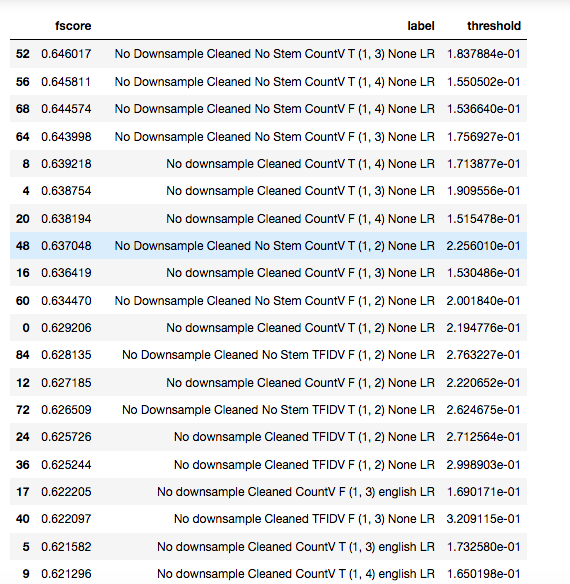 fscore label threshold
52 0.646017 No Downsample Cleaned No Stem CountV T (1, 3) None LR 1.837884e-01
56 0.645811 No Downsample Cleaned No Stem CountV T (1, 4) None LR 1.550502e-01
68 0.644574 No Downsample Cleaned No Stem CountV F (1, 4) None LR 1.536640e-01
64 0.643998 No Downsample Cleaned No Stem CountV F (1, 3) None LR 1.756927e-01
8 0.639218 No downsample Cleaned CountV T (1, 4) None LR 1.713877e-01
4 0.638754 No downsample Cleaned CountV T (1, 3) None LR 1.909556e-01
20 0.638194 No downsample Cleaned CountV F (1, 4) None LR 1.515478e-01
48 0.637048 No Downsample Cleaned No Stem CountV T (1, 2) None LR 2.256010e-01
16 0.636419 No downsample Cleaned CountV F (1, 3) None LR 1.530486e-01
60 0.634470 No Downsample Cleaned No Stem CountV F (1, 2) None LR 2.001840e-01
0 0.629206 No downsample Cleaned CountV T (1, 2) None LR 2.194776e-01
84 0.628135 No Downsample Cleaned No Stem TFIDV F (1, 2) None LR 2.763227e-01
12 0.627185 No downsample Cleaned CountV F (1, 2) None LR 2.220652e-01
72 0.626509 No Downsample Cleaned No Stem TFIDV T (1, 2) None LR 2.624675e-01
24 0.625726 No downsample Cleaned TFIDV T (1, 2) None LR 2.712564e-01
36 0.625244 No downsample Cleaned TFIDV F (1, 2) None LR 2.998903e-01
17 0.622205 No downsample Cleaned CountV F (1, 3) english LR 1.690171e-01
40 0.622097 No downsample Cleaned TFIDV F (1, 3) None LR 3.209115e-01
5 0.621582 No downsample Cleaned CountV T (1, 3) english LR 1.732580e-01
9 0.621296 No downsample Cleaned CountV T (1, 4) english LR 1.650198e-01